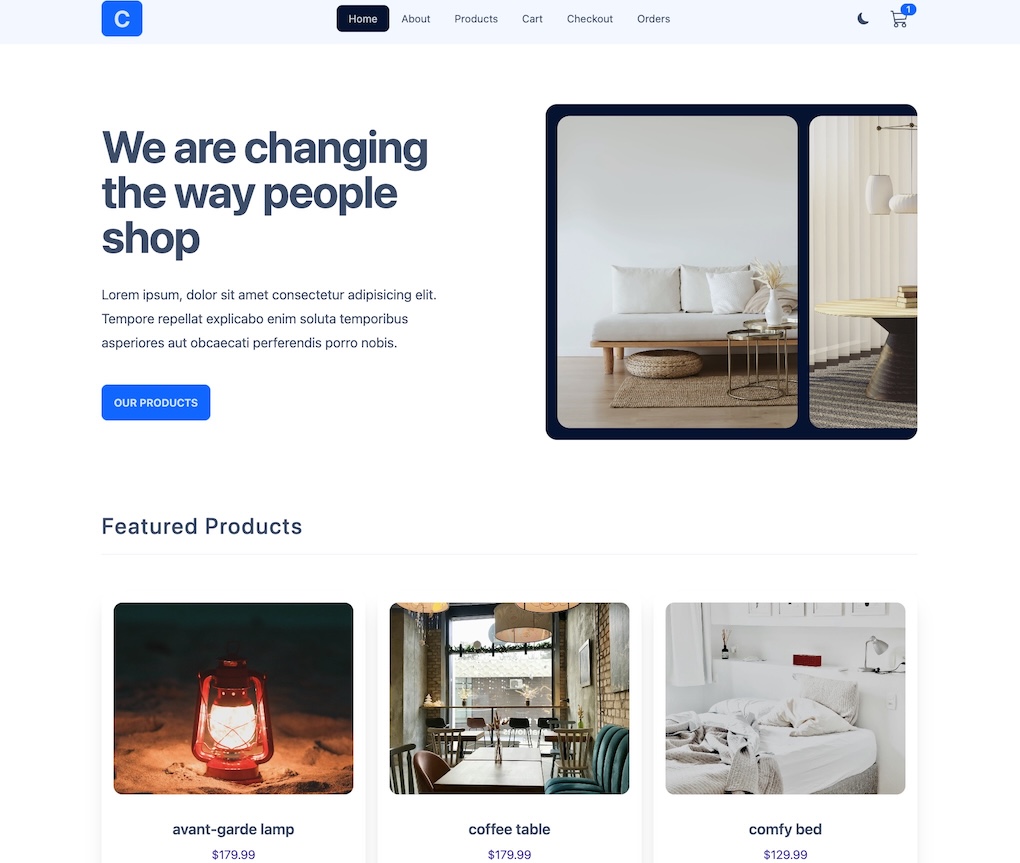 C
Home
About
Products
Cart
Checkout
Orders
1
We are changing
the way people
shop
Lorem ipsum, dolor sit amet consectetur adipisicing elit.
Tempore repellat explicabo enim soluta temporibus
asperiores aut obcaecati perferendis porro nobis.
OUR PRODUCTS
Featured Products
avant-garde lamp
$179.99
coffee table
$179.99
comfy bed
$129.99